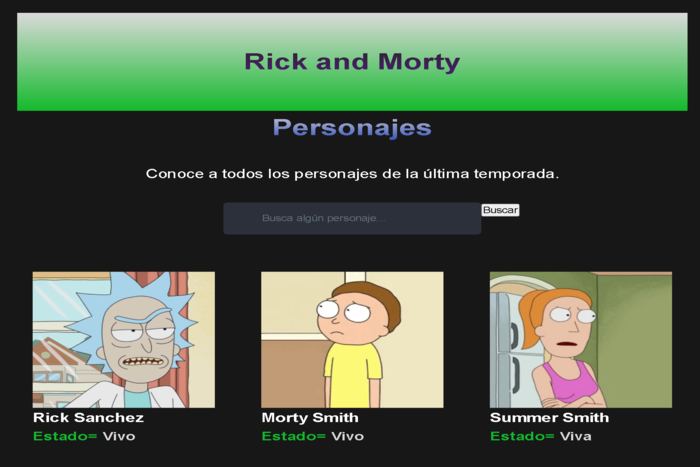 Rick and Morty
Personajes
Conoce a todos los personajes de la última temporada.
Busca algún personaje...
Buscar
Rick Sanchez
Estado= Vivo
Morty Smith
Estado= Vivo
Summer Smith
Estado= Viva